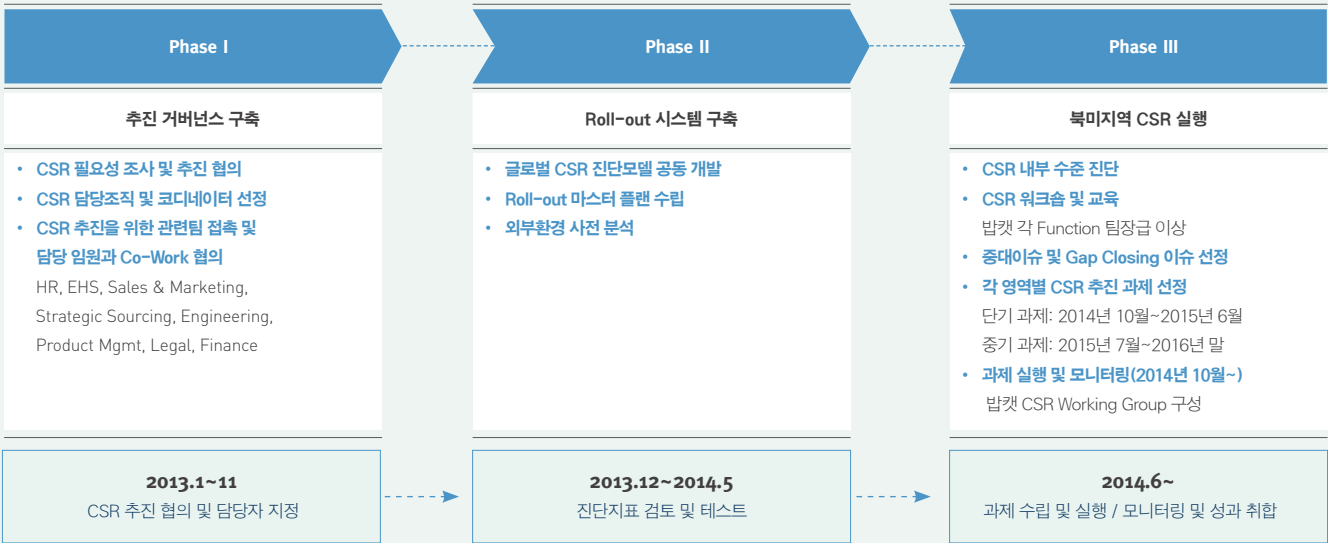 Phase I
추진 거버넌스 구축
• CSR 필요성 조사 및 추진 협의
• CSR 담당조직 및 코디네이터 선정
• CSR 추진을 위한 관련팀 접촉 및
담당 임원과 Co-Work 협의
HR, EHS, Sales & Marketing,
Strategic Sourcing, Engineering,
Product Mgmt, Legal, Finance
2013.1~11
CSR 추진 협의 및 담당자 지정
Phase II
Roll-out 시스템 구축
• 글로벌 CSR 진단모델 공동 개발
• Roll-out 마스터 플랜 수립
• 외부환경 사전 분석
2013.12~2014.5
진단지표 검토 및 테스트
Phase III
북미지역 CSR 실행
• CSR 내부 수준 진단
• CSR 워크숍 및 교육
밥캣 각 Function 팀장급 이상
• 중대이슈 및 Gap Closing 이슈 선정
• 각 영역별 CSR 추진 과제 선정
단기 과제: 2014년 10월~2015년 6월
중기 과제: 2015년 7월~2016년 말
• 과제 실행 및 모니터링(2014년 10월~)
밥캣 CSR Working Group 구성
2014.6~
과제 수립 및 실행 / 모니터링 및 성과 취합